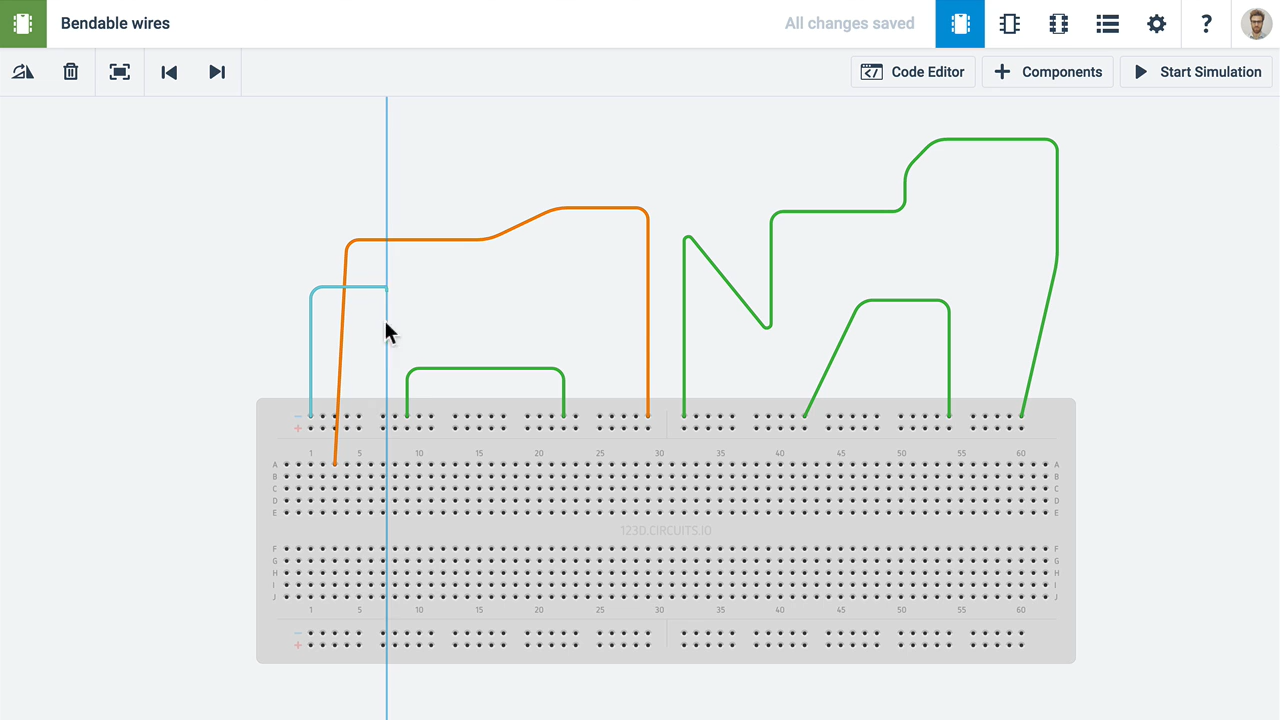 Bendable wires
All changes saved
?
Code Editor
Components
Start Simulation
− −
+ +
1 5 10 15 20 25 30 35 40 45 50 55 60
A A
B B
C C
D D
E E
123D.CIRCUITS.IO
F F
G G
H H
I I
J J
1 5 10 15 20 25 30 35 40 45 50 55 60
−
+